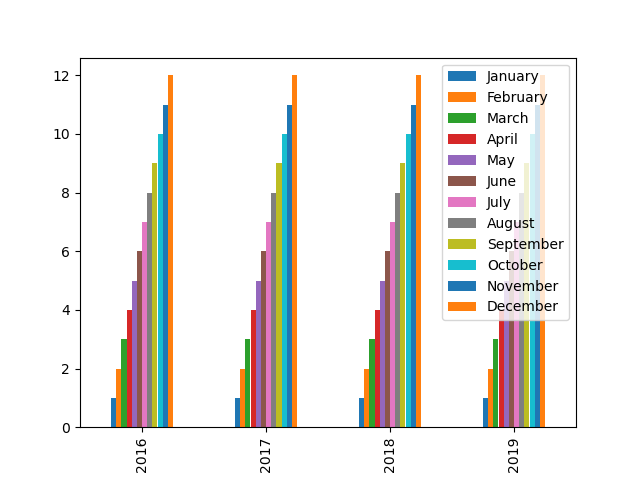 12
10
8
6
4
2
0
2016
2017
2018
2019
January
February
March
April
May
June
July
August
September
October
November
December